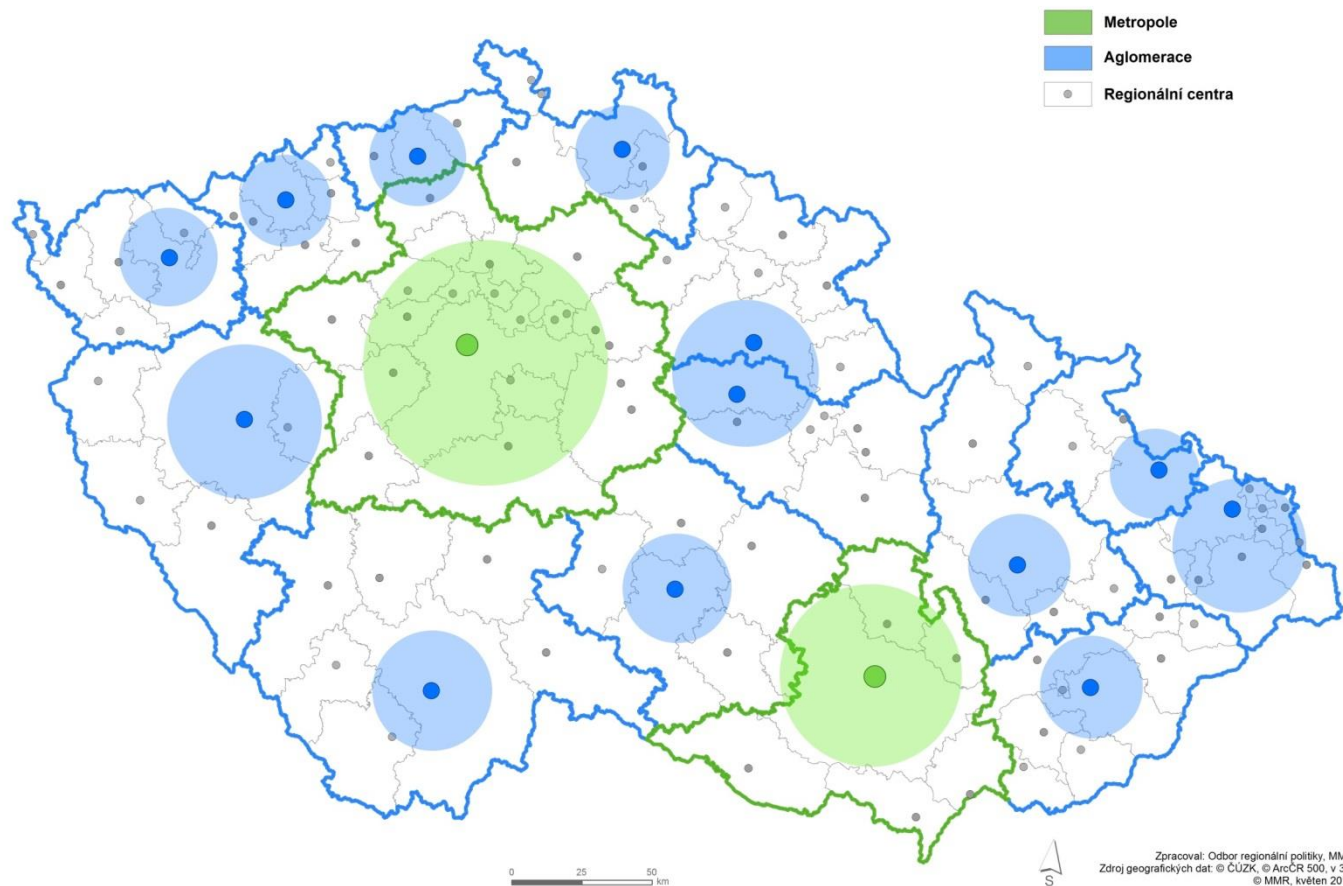 Metropole
Aglomerace
Regionální centra
0 25 50
km
S
Zpracoval: Odbor regionální politiky, MM
Zdroj geografických dat: © ČÚZK, © ArcČR 500, v.3
© MMR, květen 20